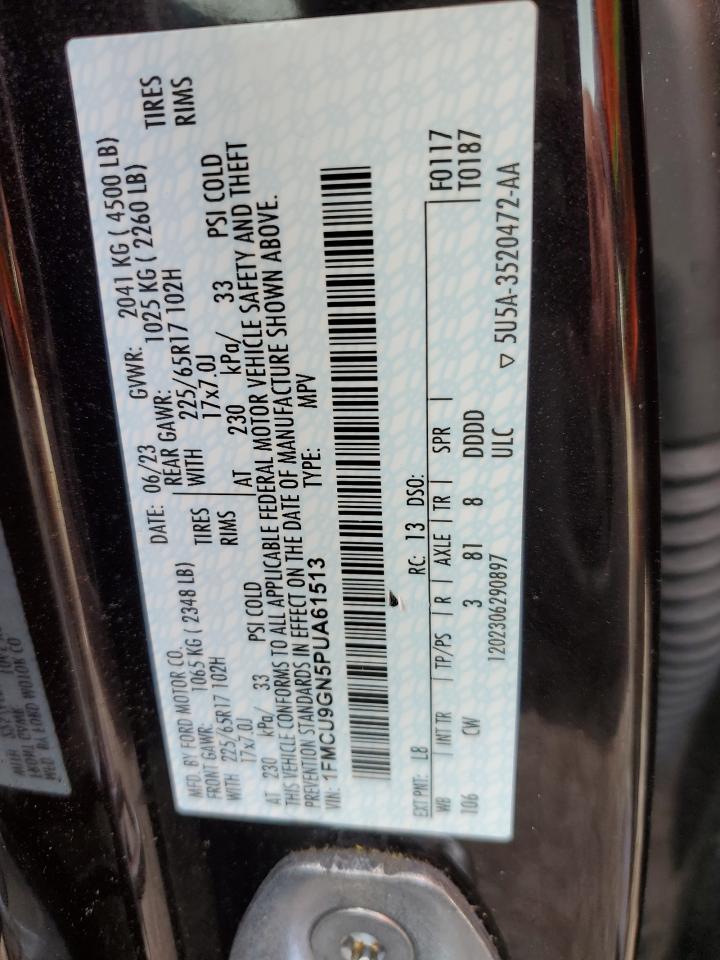 MFD. BY FORD MOTOR CO.
DATE: 06/23 GVWR: 2041 KG ( 4500 LB)
FRONT GAWR: 1065 KG ( 2348 LB) REAR GAWR: 1025 KG ( 2260 LB)
WITH 225/65R17 102H TIRES WITH 225/65R17 102H TIRES
17x7.0J RIMS 17x7.0J RIMS
AT 230 kPa/ 33 PSI COLD AT 230 kPa/ 33 PSI COLD
THIS VEHICLE CONFORMS TO ALL APPLICABLE FEDERAL MOTOR VEHICLE SAFETY AND THEFT
PREVENTION STANDARDS IN EFFECT ON THE DATE OF MANUFACTURE SHOWN ABOVE.
VIN: 1FMCU9GN5PUA61513 TYPE: MPV
EXT PNT: L8 RC: 13 DSO:
WB INT TR TP/PS R AXLE TR SPR F0117
106 CW 3 81 8 DDDD T0187
1202306290897 ULC
▽ 5U5A-3520472-AA